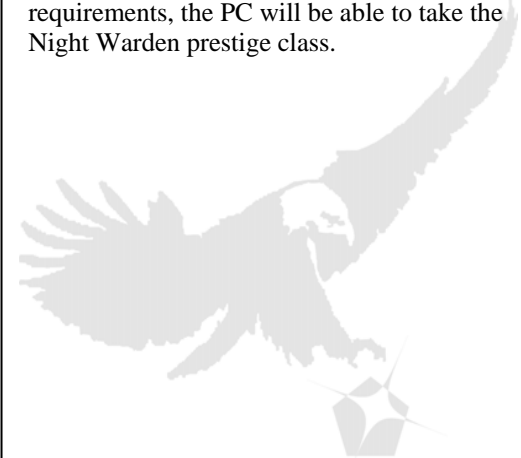 requirements, the PC will be able to take the
Night Warden prestige class.